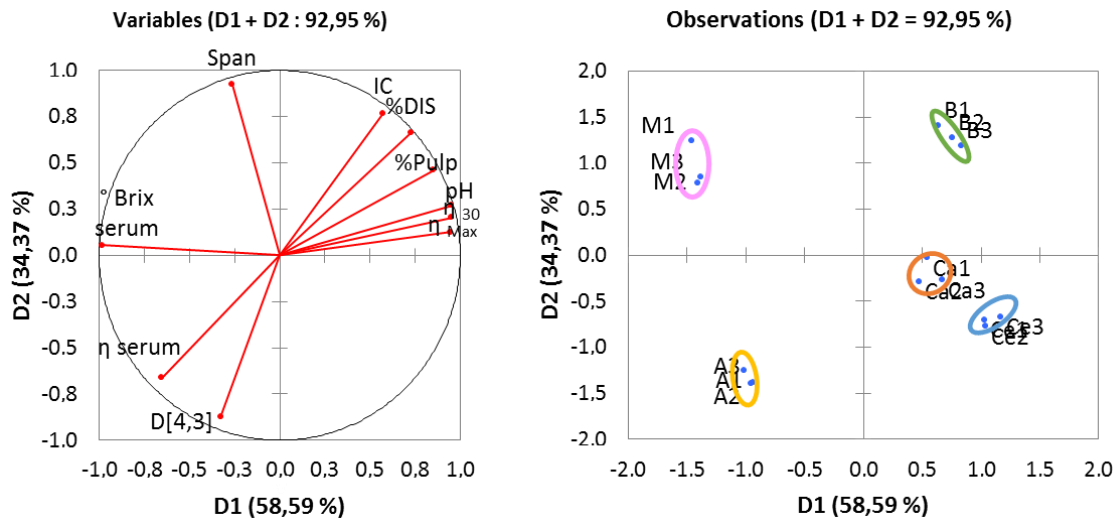 Variables (D1 + D2 : 92,95 %)
Span
IC
%DIS
%Pulp
pH
η 30
η Max
° Brix
serum
η serum
D[4,3]
1.0
0.8
0.5
0.3
0.0
-0.3
-0.5
-0.8
-1.0
D2 (34,37 %)
-1,0 -0,8 -0,5 -0,3 0,0 0,3 0,5 0,8 1,0
D1 (58,59 %)
Observations (D1 + D2 = 92,95 %)
2.0
1.5
1.0
0.5
0.0
-0.5
-1.0
-1.5
-2.0
D2 (34,37 %)
M1
M3
M2
B1
B2
B3
Ca1
Ca2
Ca3
Ce1
Ce3
Ce2
A3
A1
A2
-2.0 -1.5 -1.0 -0.5 0.0 0.5 1.0 1.5 2.0
D1 (58,59 %)